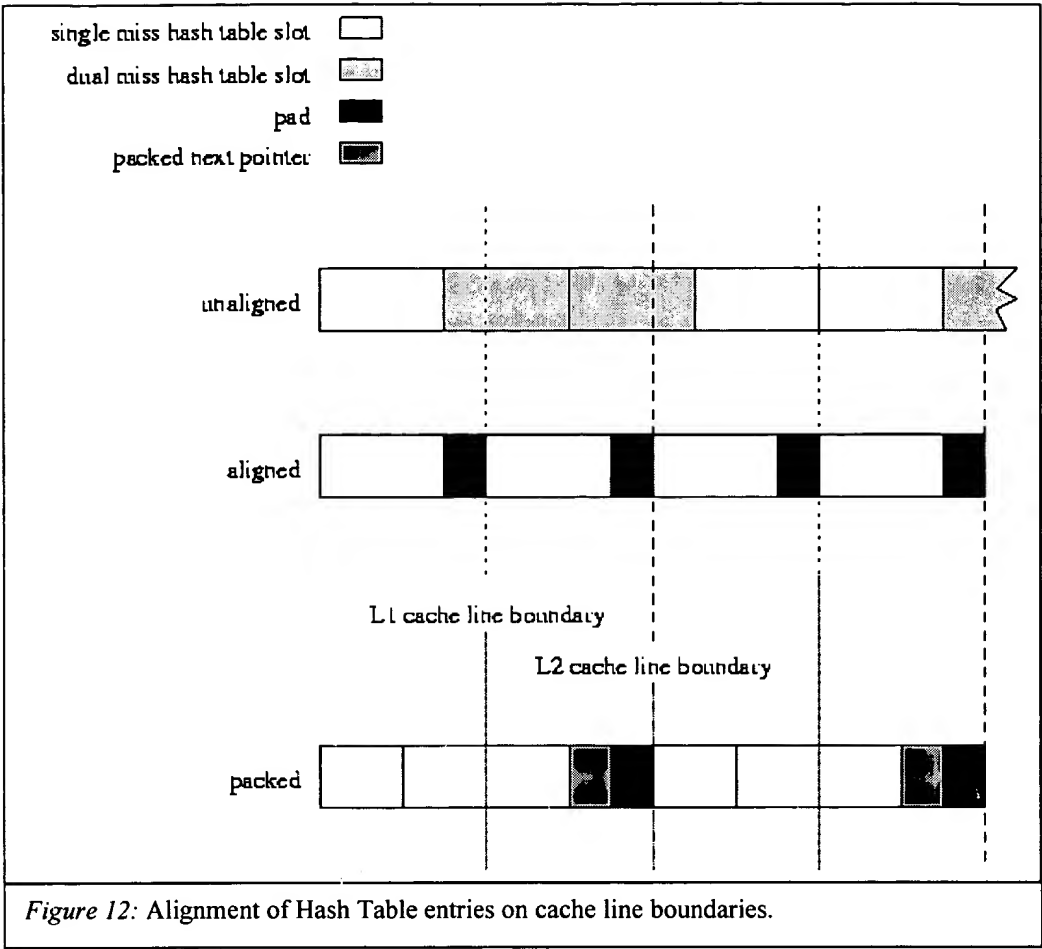 single miss hash table slot
dual miss hash table slot
pad
packed next pointer
unaligned
aligned
L1 cache line boundary
L2 cache line boundary
packed
Figure 12: Alignment of Hash Table entries on cache line boundaries.